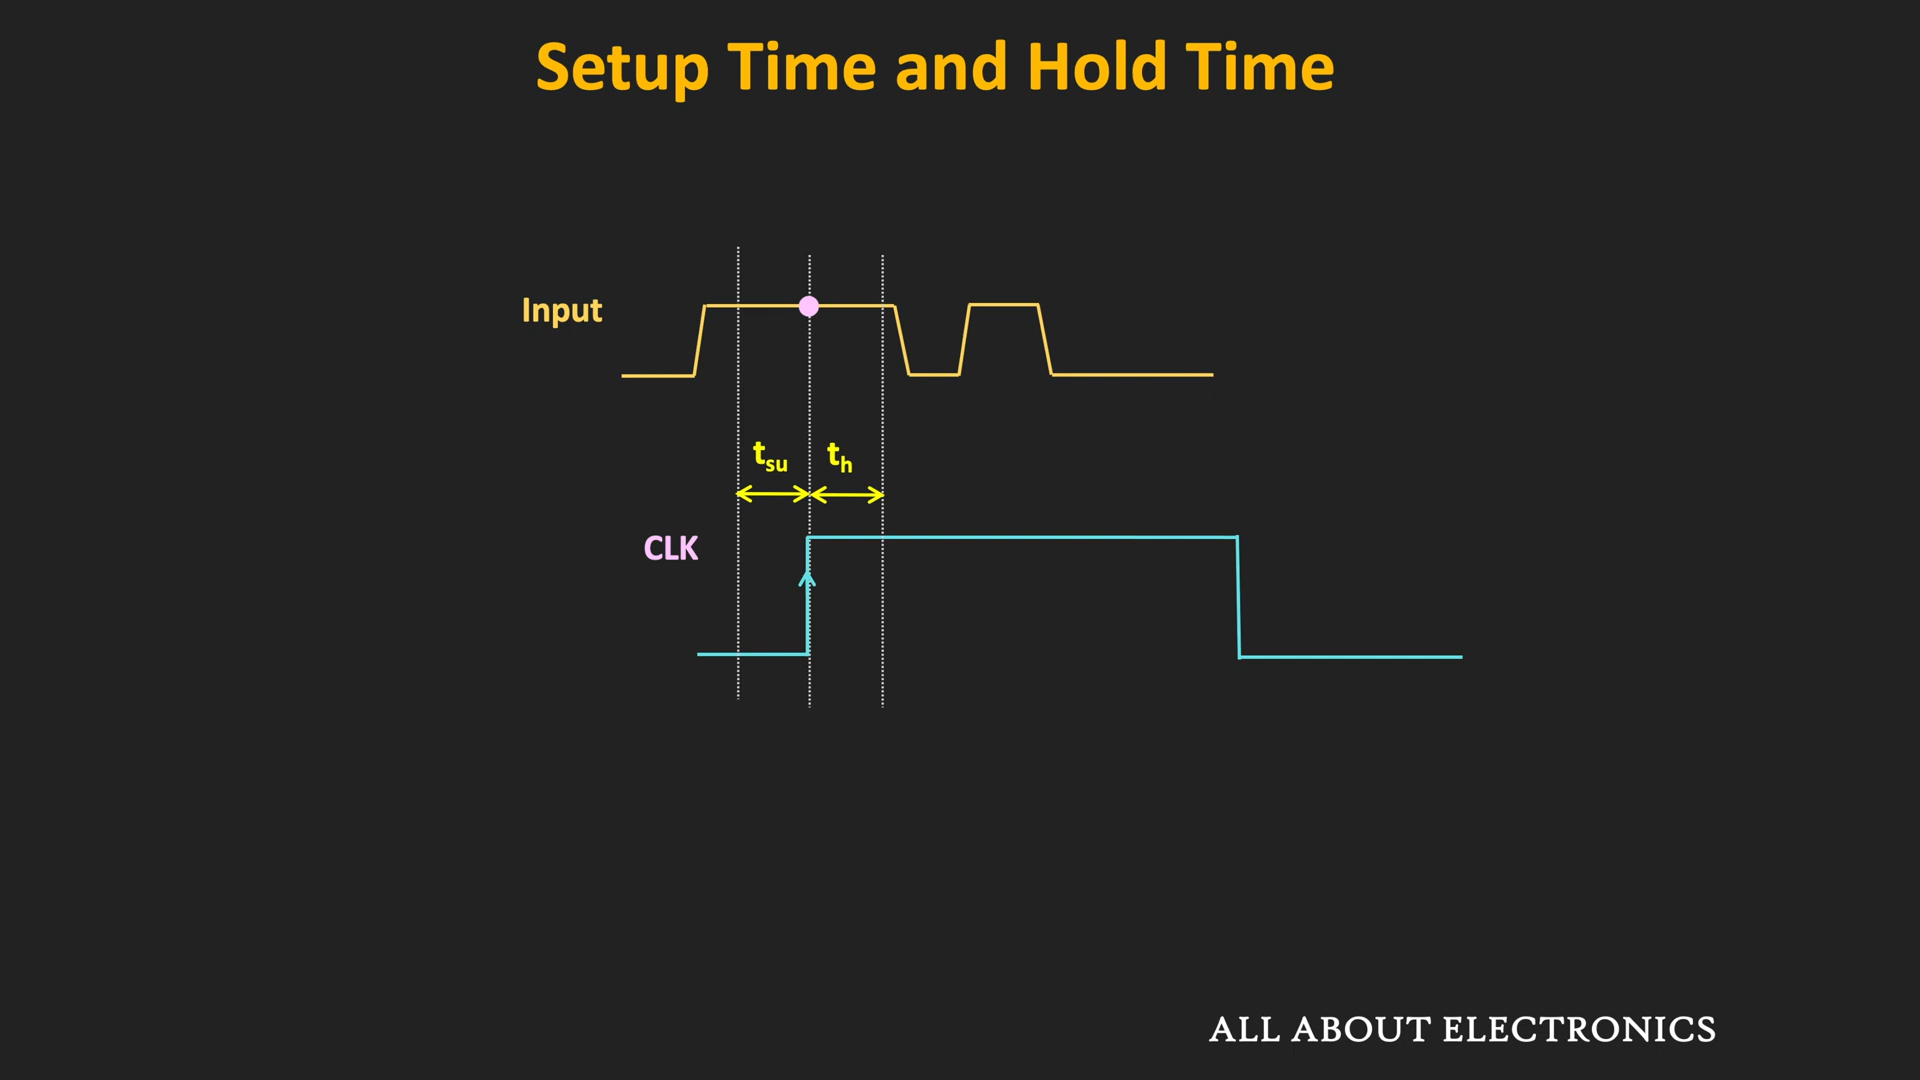 Setup Time and Hold Time
Input
tsu th
CLK
ALL ABOUT ELECTRONICS